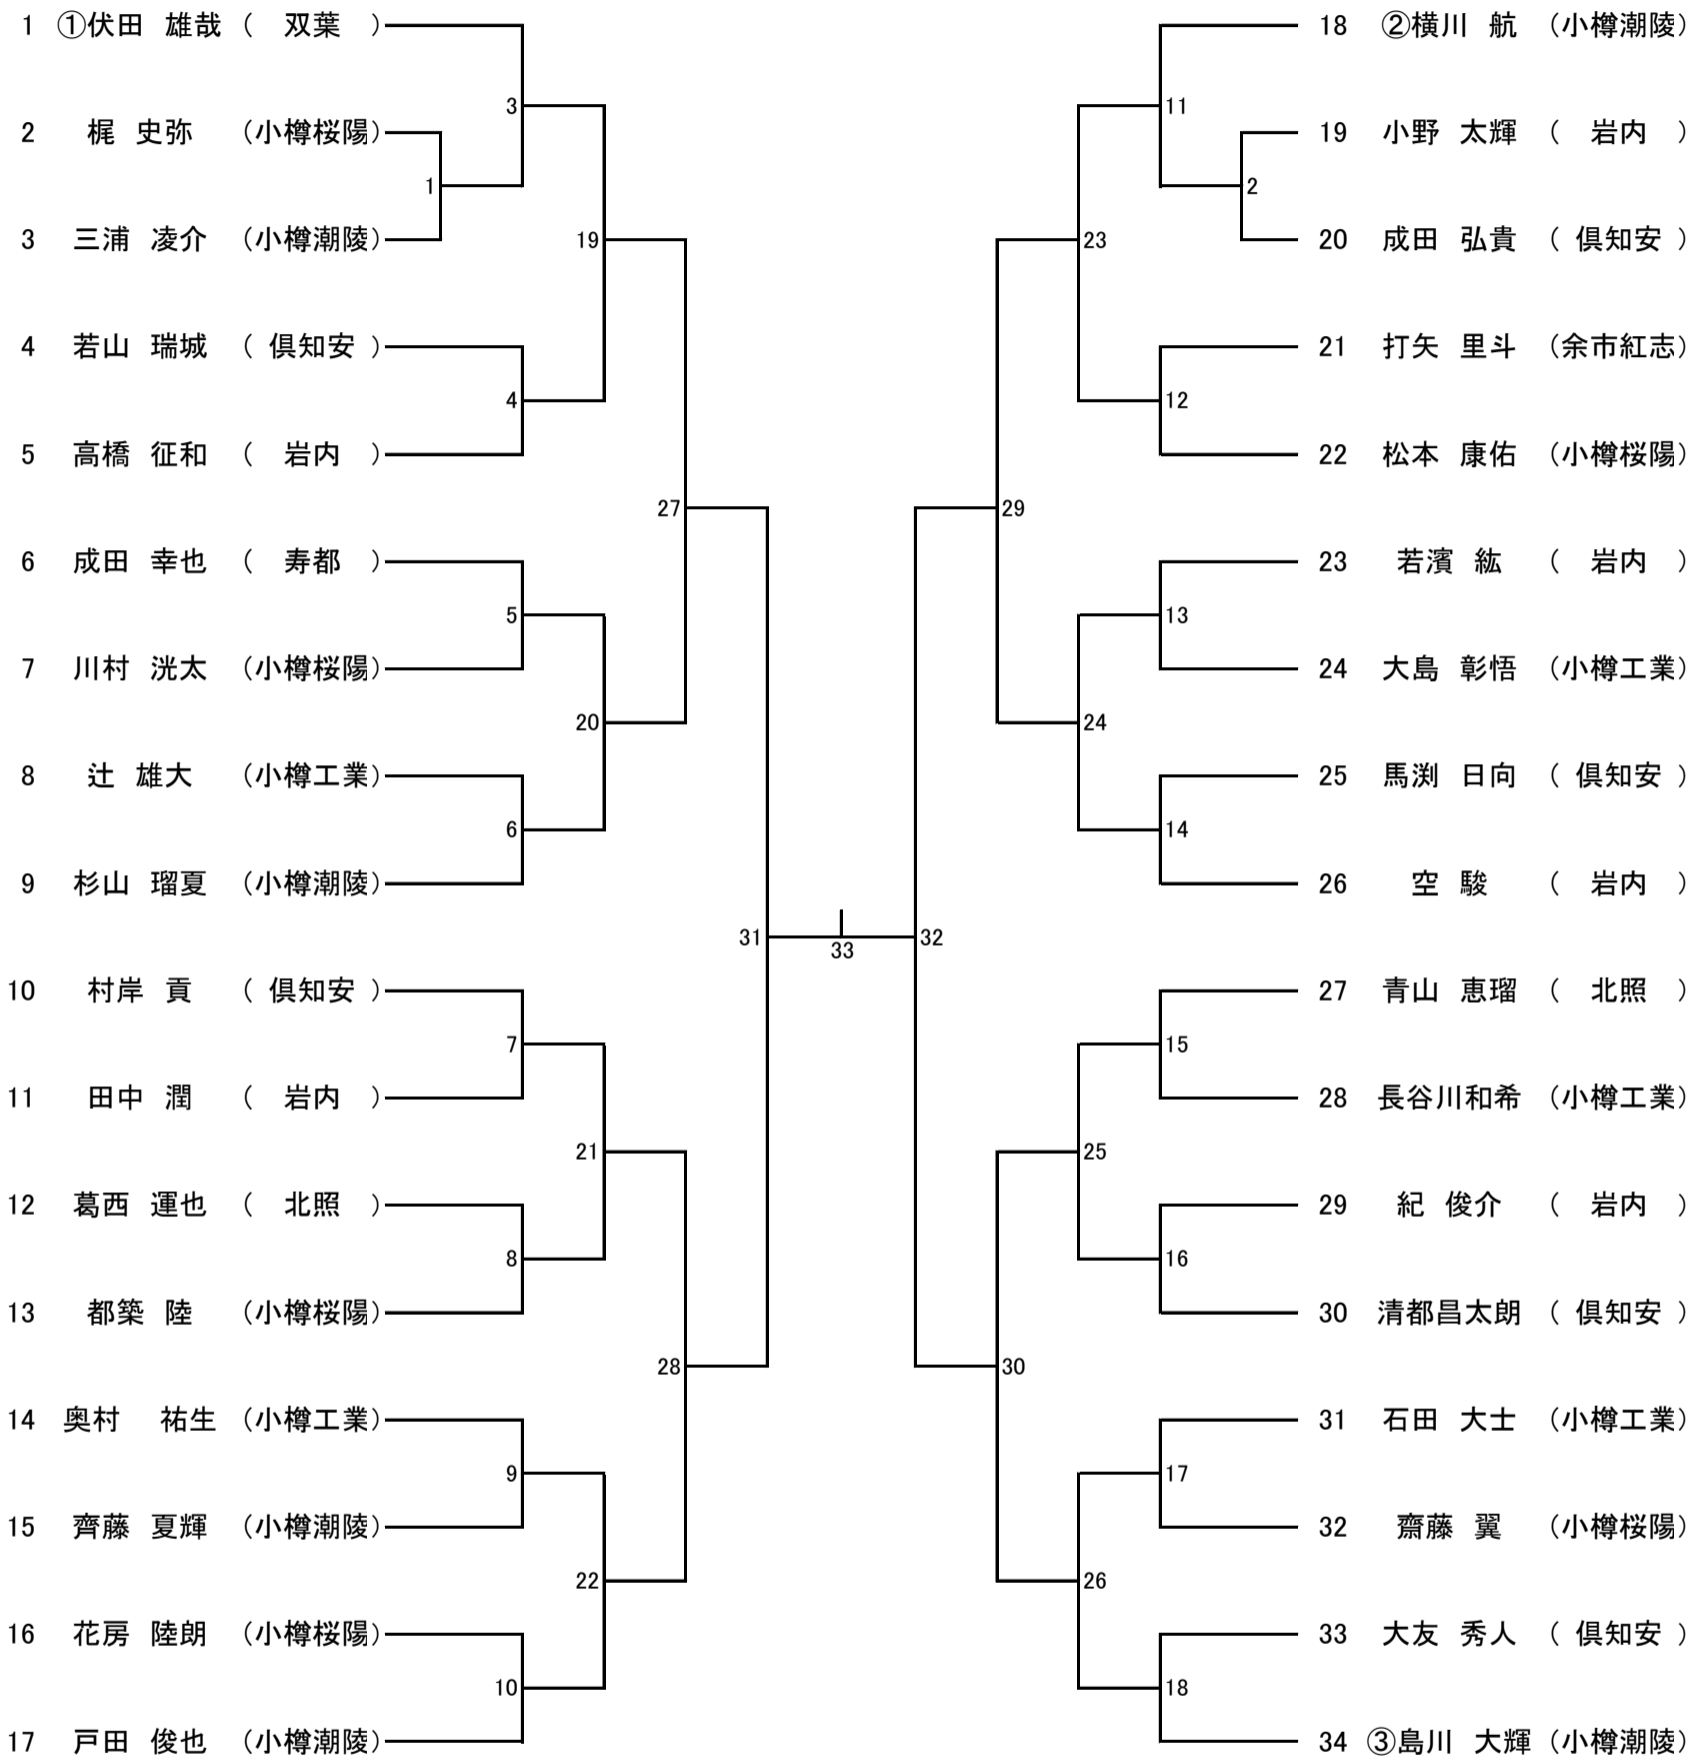 1 ①伏田 雄哉 ( 双葉 )
2 梶 史弥 (小樽桜陽)
3 三浦 凌介 (小樽潮陵)
4 若山 瑞城 ( 倶知安 )
5 高橋 征和 ( 岩内 )
6 成田 幸也 ( 寿都 )
7 川村 洸太 (小樽桜陽)
8 辻 雄大 (小樽工業)
9 杉山 瑠夏 (小樽潮陵)
10 村岸 貢 ( 倶知安 )
11 田中 潤 ( 岩内 )
12 葛西 運也 ( 北照 )
13 都築 陸 (小樽桜陽)
14 奥村 祐生 (小樽工業)
15 齊藤 夏輝 (小樽潮陵)
16 花房 陸朗 (小樽桜陽)
17 戸田 俊也 (小樽潮陵)
1
3
4
5
6
7
8
9
10
19
20
21
22
27
28
31
33
32
29
30
23
24
25
26
11
12
13
14
15
16
17
18
2
18 ②横川 航 (小樽潮陵)
19 小野 太輝 ( 岩内 )
20 成田 弘貴 ( 倶知安 )
21 打矢 里斗 (余市紅志)
22 松本 康佑 (小樽桜陽)
23 若濱 紘 ( 岩内 )
24 大島 彰悟 (小樽工業)
25 馬渕 日向 ( 倶知安 )
26 空 駿 ( 岩内 )
27 青山 恵瑠 ( 北照 )
28 長谷川和希 (小樽工業)
29 紀 俊介 ( 岩内 )
30 清都昌太朗 ( 倶知安 )
31 石田 大士 (小樽工業)
32 齋藤 翼 (小樽桜陽)
33 大友 秀人 ( 倶知安 )
34 ③島川 大輝 (小樽潮陵)